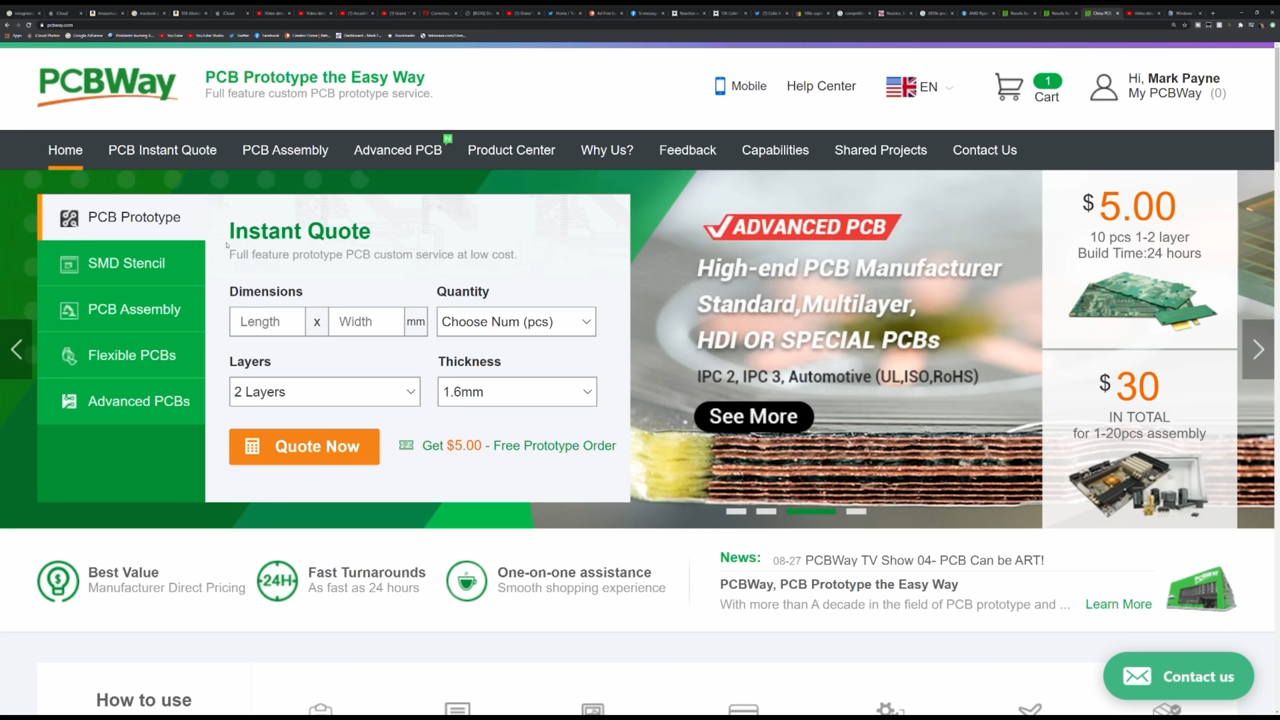 pcbway.com
PCBWay
PCB Prototype the Easy Way
Full feature custom PCB prototype service.
Mobile
Help Center
EN
1
Cart
Hi, Mark Payne
My PCBWay (0)
Home
PCB Instant Quote
PCB Assembly
Advanced PCB
N
Product Center
Why Us?
Feedback
Capabilities
Shared Projects
Contact Us
PCB Prototype
SMD Stencil
PCB Assembly
Flexible PCBs
Advanced PCBs
Instant Quote
Full feature prototype PCB custom service at low cost.
Dimensions
Quantity
Length x Width mm
Choose Num (pcs)
Layers
Thickness
2 Layers
1.6mm
Quote Now
Get $5.00 - Free Prototype Order
ADVANCED PCB
High-end PCB Manufacturer
Standard,Multilayer,
HDI OR SPECIAL PCBs
IPC 2, IPC 3, Automotive (UL,ISO,RoHS)
See More
$ 5.00
10 pcs 1-2 layer
Build Time:24 hours
$ 30
IN TOTAL
for 1-20pcs assembly
Best Value
Manufacturer Direct Pricing
24H
Fast Turnarounds
As fast as 24 hours
One-on-one assistance
Smooth shopping experience
News: 08-27 PCBWay TV Show 04- PCB Can be ART!
PCBWay, PCB Prototype the Easy Way
With more than A decade in the field of PCB prototype and ... Learn More
Contact us
How to use